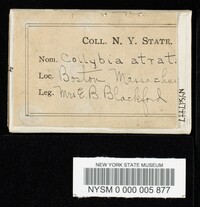 COLL. N. Y. STATE.
Nom. Collybia atrat
Loc. Boston Massachu
Leg. Mrs E. B. Blackford
NEW YORK STATE MUSEUM
NYSM 0 000 005 877